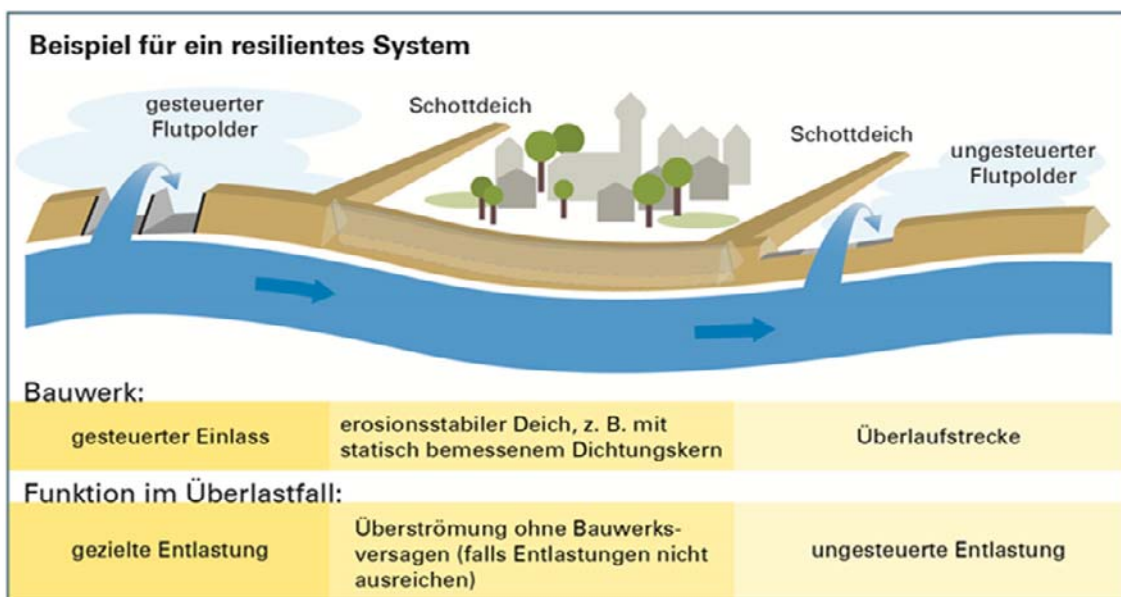 Beispiel für ein resilientes System
gesteuerter
Flutpolder
Schottdeich
Schottdeich
ungesteuerter
Flutpolder
Bauwerk:
gesteuerter Einlass
erosionsstabiler Deich, z. B. mit
statisch bemessenem Dichtungskern
Überlaufstrecke
Funktion im Überlastfall:
gezielte Entlastung
Überströmung ohne Bauwerks-
versagen (falls Entlastungen nicht
ausreichen)
ungesteuerte Entlastung